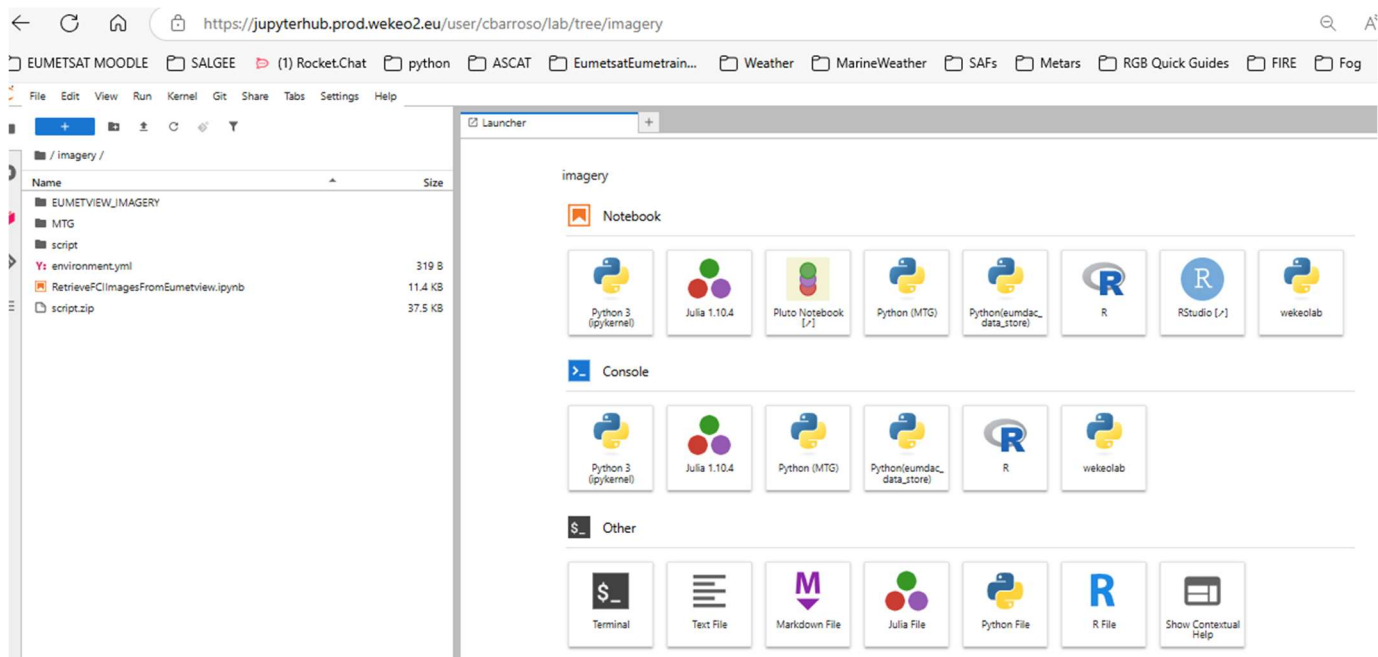 https://jupyterhub.prod.wekeo2.eu/user/cbarroso/lab/tree/imagery
EUMETSAT MOODLE SALGEE (1) Rocket.Chat python ASCAT EumetsatEumetrain... Weather MarineWeather SAFs Metars RGB Quick Guides FIRE Fog
File Edit View Run Kernel Git Share Tabs Settings Help
+
Launcher +
/ imagery /
Name Size
EUMETVIEW_IMAGERY
MTG
script
Y: environment.yml 319 B
RetrieveFCIImagesFromEumetview.ipynb 11.4 KB
script.zip 37.5 KB
imagery
Notebook
Python 3
(ipykernel)
Julia 1.10.4
Pluto Notebook
[↗]
Python (MTG)
Python(eumdac_
data_store)
R
R
R
RStudio [↗]
wekeolab
>_ Console
Python 3
(ipykernel)
Julia 1.10.4
Python (MTG)
Python(eumdac_
data_store)
R
R
wekeolab
$_ Other
$_
Terminal
Text File
M
Markdown File
Julia File
Python File
R
R File
Show Contextual
Help